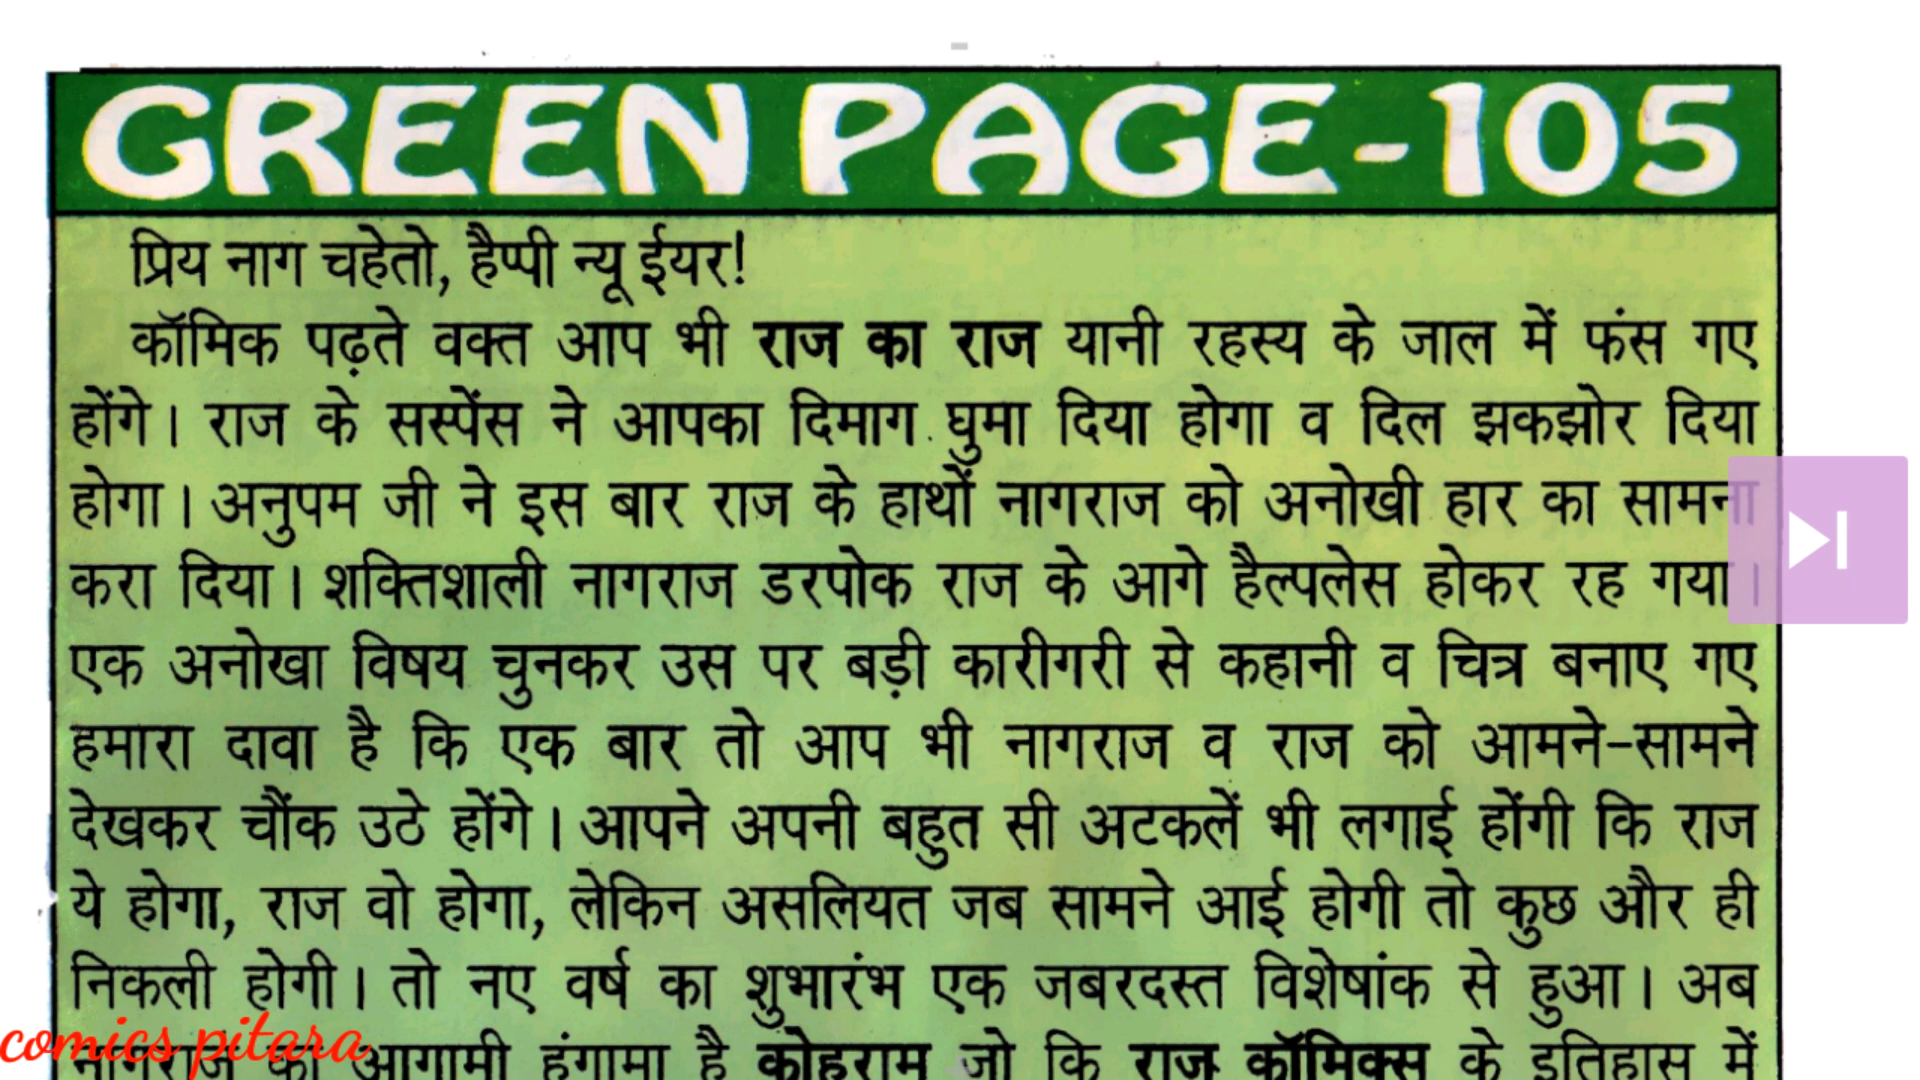 GREEN PAGE-105
प्रिय नाग चहेतो, हैप्पी न्यू ईयर!
कॉमिक पढ़ते वक्त आप भी राज का राज यानी रहस्य के जाल में फंस गए
होंगे। राज के सस्पेंस ने आपका दिमाग घुमा दिया होगा व दिल झकझोर दिया
होगा। अनुपम जी ने इस बार राज के हाथों नागराज को अनोखी हार का सामना
करा दिया। शक्तिशाली नागराज डरपोक राज के आगे हैल्पलेस होकर रह गया।
एक अनोखा विषय चुनकर उस पर बड़ी कारीगरी से कहानी व चित्र बनाए गए
हमारा दावा है कि एक बार तो आप भी नागराज व राज को आमने-सामने
देखकर चौंक उठे होंगे। आपने अपनी बहुत सी अटकलें भी लगाई होंगी कि राज
ये होगा, राज वो होगा, लेकिन असलियत जब सामने आई होगी तो कुछ और ही
निकली होगी। तो नए वर्ष का शुभारंभ एक जबरदस्त विशेषांक से हुआ। अब
नागराज का आगामी हंगामा है कोहराम जो कि राज कॉमिक्स के इतिहास में
comics pitara